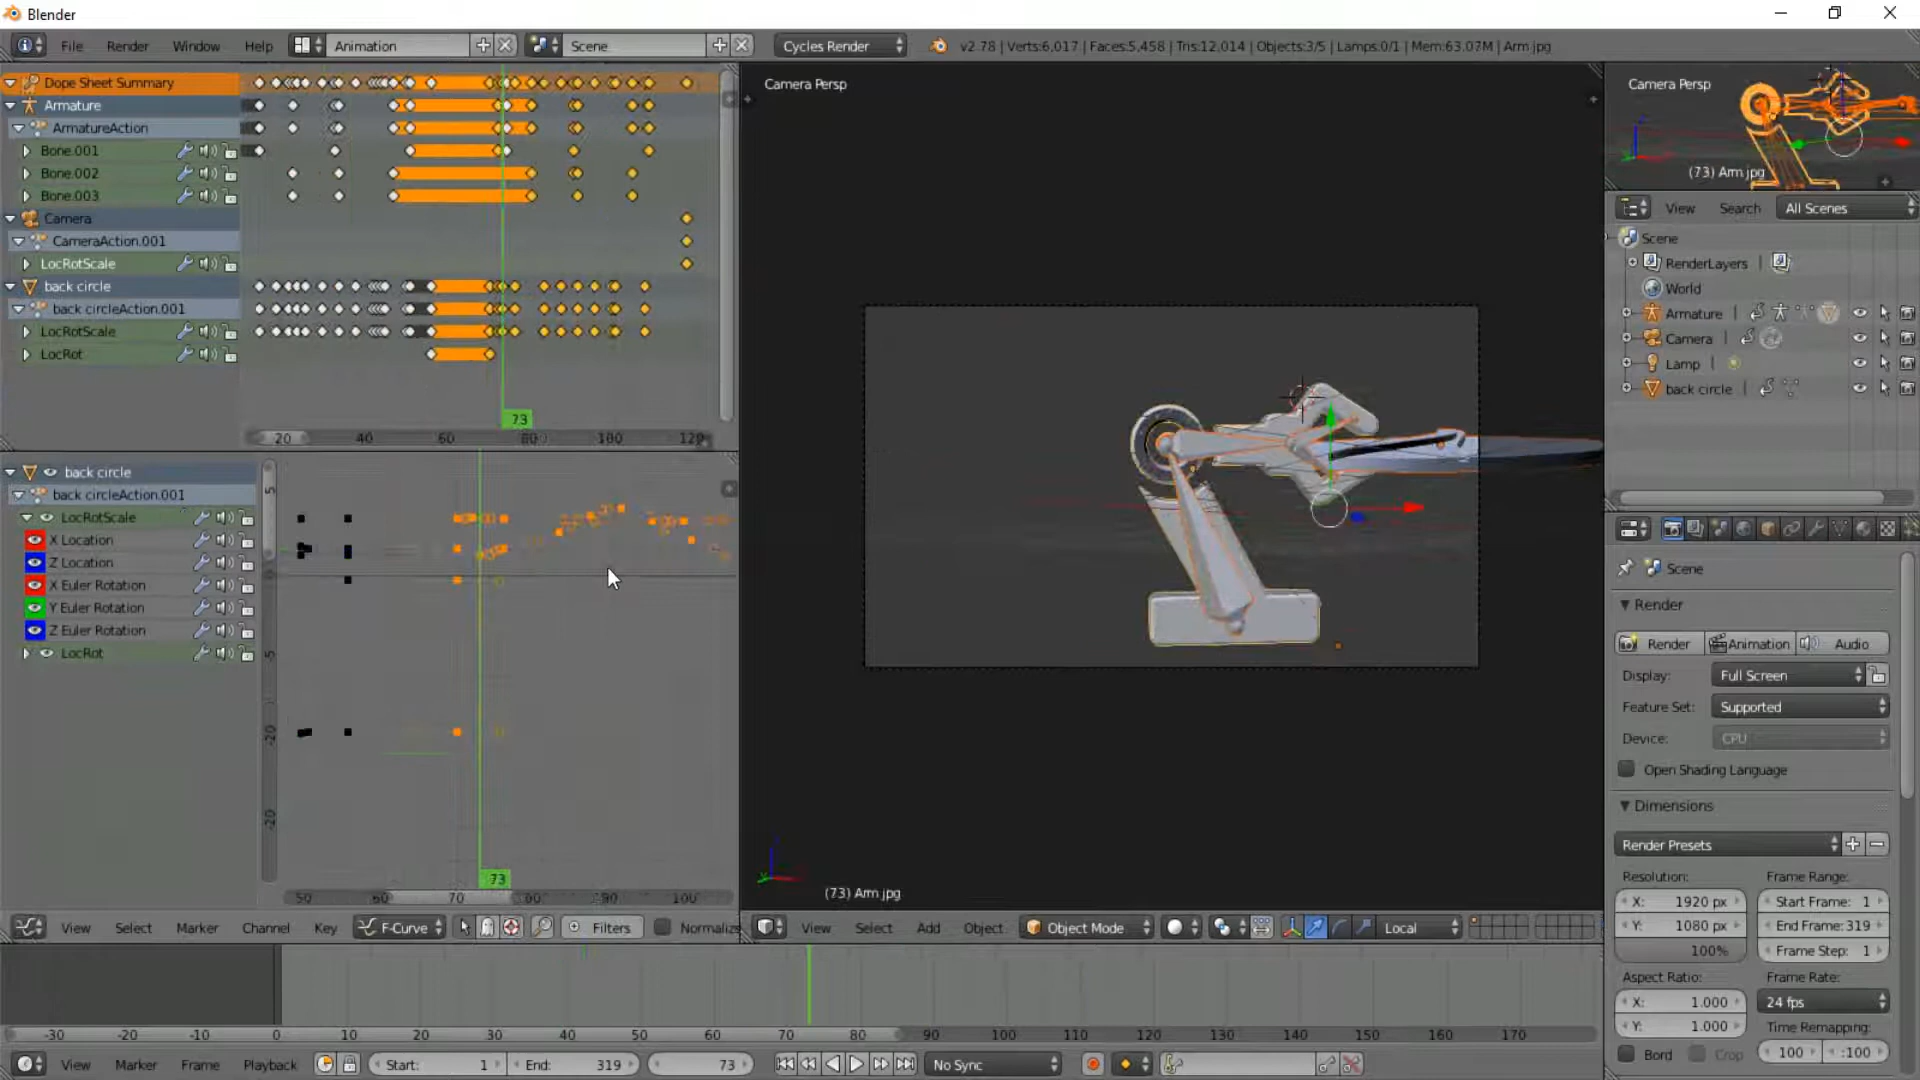 Blender
File Render Window Help Animation Scene Cycles Render v2.78 | Verts:6,017 | Faces:5,458 | Tris:12,014 | Objects:3/5 | Lamps:0/1 | Mem:63.07M | Arm.jpg
Dope Sheet Summary
Armature
ArmatureAction
Bone.001
Bone.002
Bone.003
Camera
CameraAction.001
LocRotScale
back circle
back circleAction.001
LocRotScale
LocRot
73
20 40 60 80 100 120
back circle
back circleAction.001
LocRotScale
X Location
Z Location
X Euler Rotation
Y Euler Rotation
Z Euler Rotation
LocRot
73
50 60 70 80 90 100
View Select Marker Channel Key F-Curve Filters Normaliz
Camera Persp
(73) Arm.jpg
View Select Add Object Object Mode Local
Camera Persp
(73) Arm.jpg
View Search All Scenes
Scene
RenderLayers
World
Armature
Camera
Lamp
back circle
Scene
Render
Render Animation Audio
Display: Full Screen
Feature Set: Supported
Device: CPU
Open Shading Language
Dimensions
Render Presets
Resolution: Frame Range:
X: 1920 px Start Frame: 1
Y: 1080 px End Frame: 319
100% Frame Step: 1
Aspect Ratio: Frame Rate:
X: 1.000 24 fps
Y: 1.000 Time Remapping:
Bord Crop 100 :100
-30 -20 -10 0 10 20 30 40 50 60 70 80 90 100 110 120 130 140 150 160 170
View Marker Frame Playback Start: 1 End: 319 73 No Sync